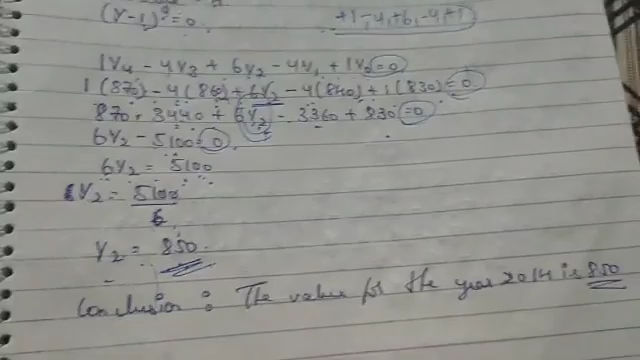 (Y-1)⁴=0. +1,-4,+6,-4,+1
1Y4 - 4Y3 + 6Y2 - 4Y1 + 1Y0=0
1(870) - 4(860) + 6Y2 - 4(840) + 1(830)=0
870 - 3440 + 6Y2 - 3360 + 830=0
6Y2 - 5100=0
6Y2 = 5100
Y2 = 5100/6
Y2 = 850.
Conclusion : The value for the year 2014 is 850